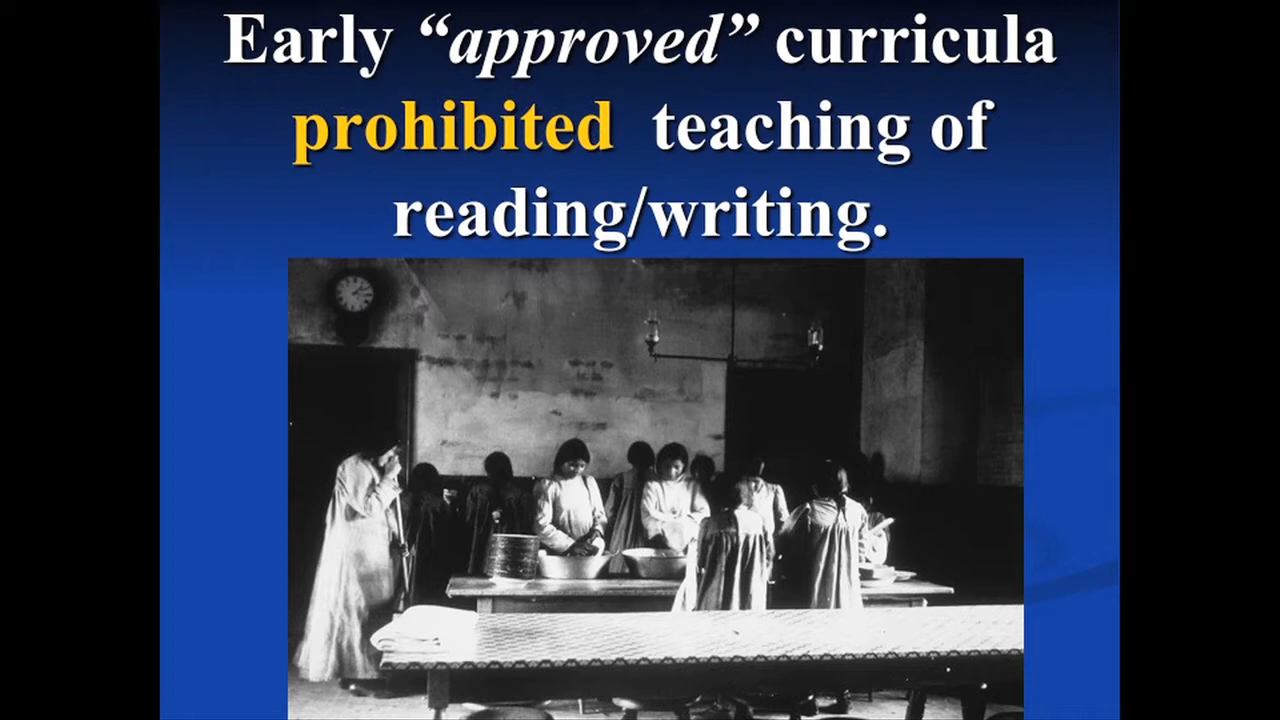 Early “approved” curricula
prohibited teaching of
reading/writing.